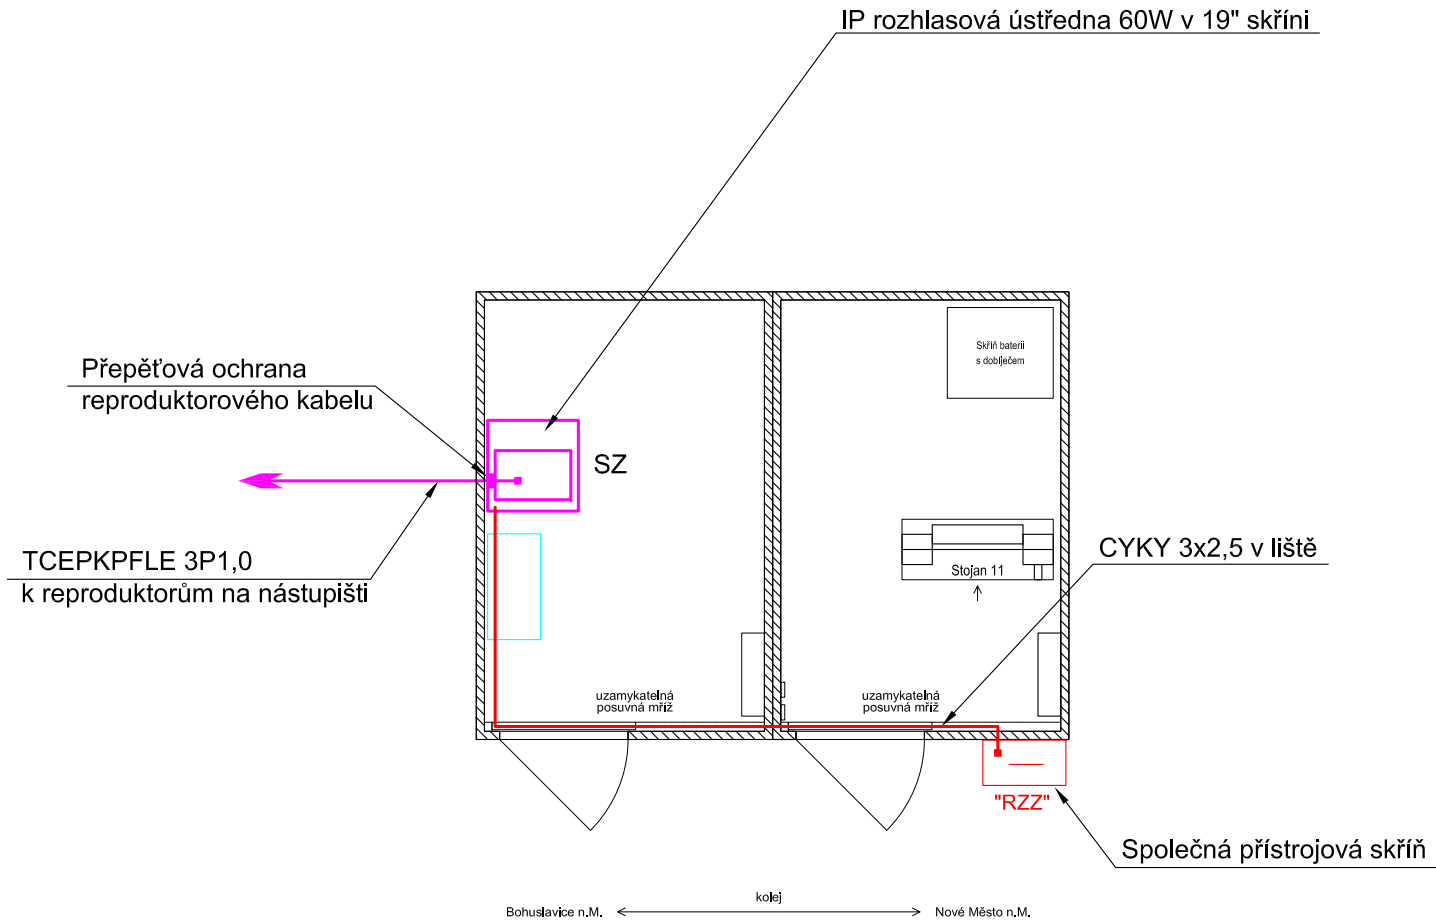 IP rozhlasová ústředna 60W v 19" skříni
Skříň baterií
s dobíječem
Přepěťová ochrana
reproduktorového kabelu
SZ
TCEPKPFLE 3P1,0
k reproduktorům na nástupišti
CYKY 3x2,5 v liště
Stojan 11
uzamykatelná
posuvná mříž
uzamykatelná
posuvná mříž
"RZZ"
Společná přístrojová skříň
kolej
Bohuslavice n.M.
Nové Město n.M.